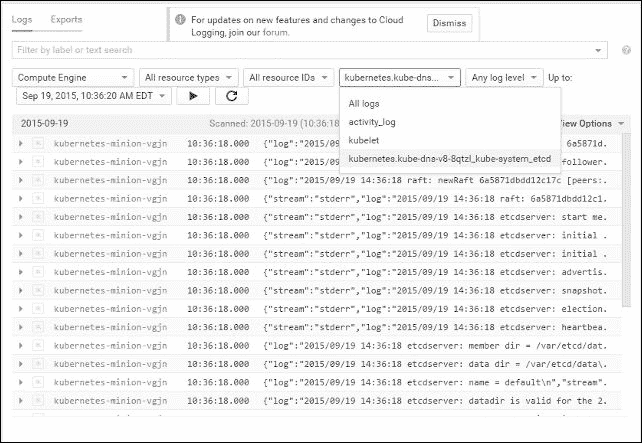 Logs Exports
For updates on new features and changes to Cloud
Logging, join our forum.
Dismiss
Filter by label or text search
Compute Engine All resource types All resource IDs kubernetes.kube-dns... Any log level Up to:
Sep 19, 2015, 10:36:20 AM EDT
All logs
activity_log
kubelet
kubernetes.kube-dns-v8-8qtzl_kube-system_etcd
2015-09-19 Scanned: 2015-09-19 (10:36:18 View Options
kubernetes-minion-vgjn 10:36:18.000 {"log":"2015/09/19 6a5871d.
kubernetes-minion-vgjn 10:36:18.000 {"log":"2015/09/19 follower.
kubernetes-minion-vgjn 10:36:18.000 {"log":"2015/09/19 14:36:18 raft: newRaft 6a5871dbdd12c17c [peers:.
kubernetes-minion-vgjn 10:36:18.000 {"stream":"stderr","log":"2015/09/19 14:36:18 raft: 6a5871dbdd12c1.
kubernetes-minion-vgjn 10:36:18.000 {"stream":"stderr","log":"2015/09/19 14:36:18 etcdserver: start me.
kubernetes-minion-vgjn 10:36:18.000 {"stream":"stderr","log":"2015/09/19 14:36:18 etcdserver: initial .
kubernetes-minion-vgjn 10:36:18.000 {"stream":"stderr","log":"2015/09/19 14:36:18 etcdserver: initial .
kubernetes-minion-vgjn 10:36:18.000 {"stream":"stderr","log":"2015/09/19 14:36:18 etcdserver: advertis.
kubernetes-minion-vgjn 10:36:18.000 {"stream":"stderr","log":"2015/09/19 14:36:18 etcdserver: snapshot.
kubernetes-minion-vgjn 10:36:18.000 {"stream":"stderr","log":"2015/09/19 14:36:18 etcdserver: election.
kubernetes-minion-vgjn 10:36:18.000 {"stream":"stderr","log":"2015/09/19 14:36:18 etcdserver: heartbea.
kubernetes-minion-vgjn 10:36:18.000 {"log":"2015/09/19 14:36:18 etcdserver: member dir = /var/etcd/dat.
kubernetes-minion-vgjn 10:36:18.000 {"log":"2015/09/19 14:36:18 etcdserver: data dir = /var/etcd/data\.
kubernetes-minion-vgjn 10:36:18.000 {"log":"2015/09/19 14:36:18 etcdserver: name = default\n","stream".
kubernetes-minion-vgjn 10:36:18.000 {"log":"2015/09/19 14:36:18 etcdserver: datadir is valid for the 2.